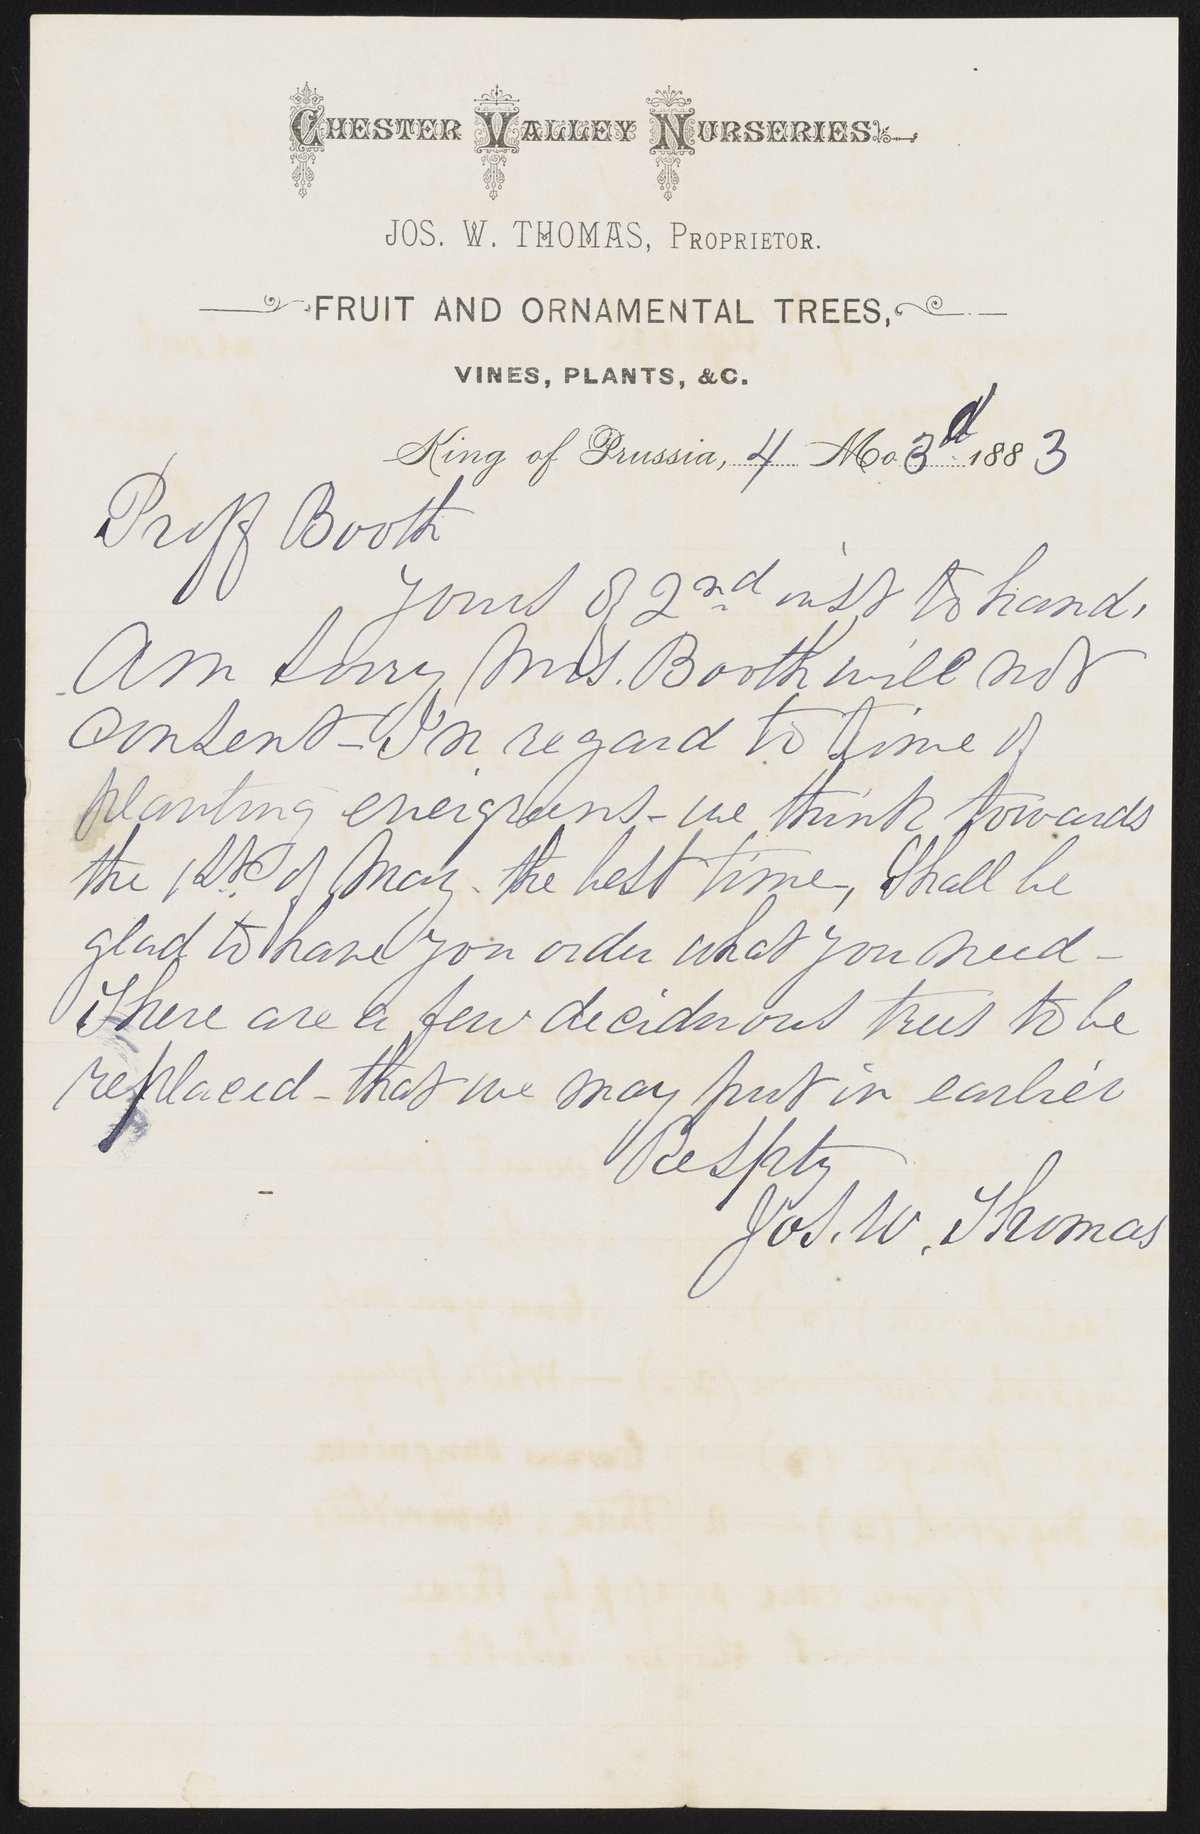 CHESTER VALLEY NURSERIES.
JOS. W. THOMAS, PROPRIETOR.
FRUIT AND ORNAMENTAL TREES,
VINES, PLANTS, &C.
King of Prussia, 4 Mo 3d 1883
Proff Booth
Yours of 2nd inst to hand,
Am sorry Mrs. Booth will not
consent - In regard to time of
planting evergreens - we think towards
the 1st of May - the best time, Shall be
glad to have you order what you need -
There are a few deciduous trees to be
replaced - that we may put in earlier
Respty
Jos. W. Thomas